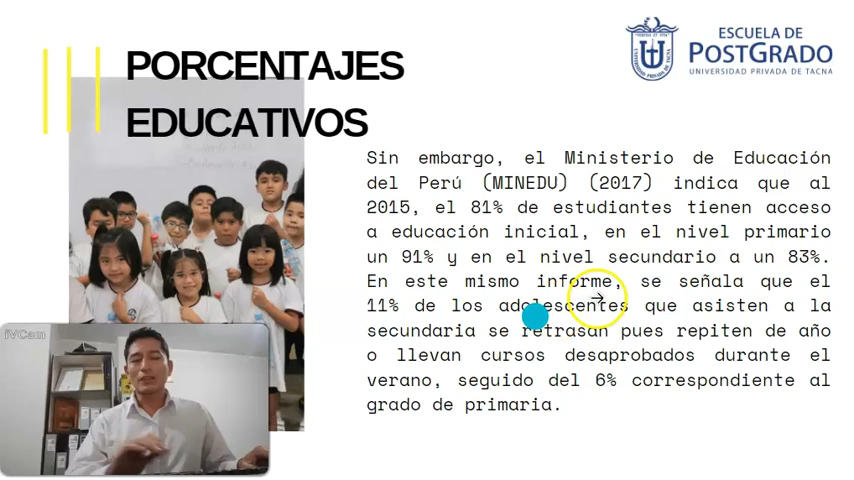 ESCUELA DE
POSTGRADO
UNIVERSIDAD PRIVADA DE TACNA
PORCENTAJES
EDUCATIVOS
Sin embargo, el Ministerio de Educación
del Perú (MINEDU) (2017) indica que al
2015, el 81% de estudiantes tienen acceso
a educación inicial, en el nivel primario
un 91% y en el nivel secundario a un 83%.
En este mismo informe, se señala que el
11% de los adolescentes que asisten a la
secundaria se retrasan pues repiten de año
o llevan cursos desaprobados durante el
verano, seguido del 6% correspondiente al
grado de primaria.
iVCam